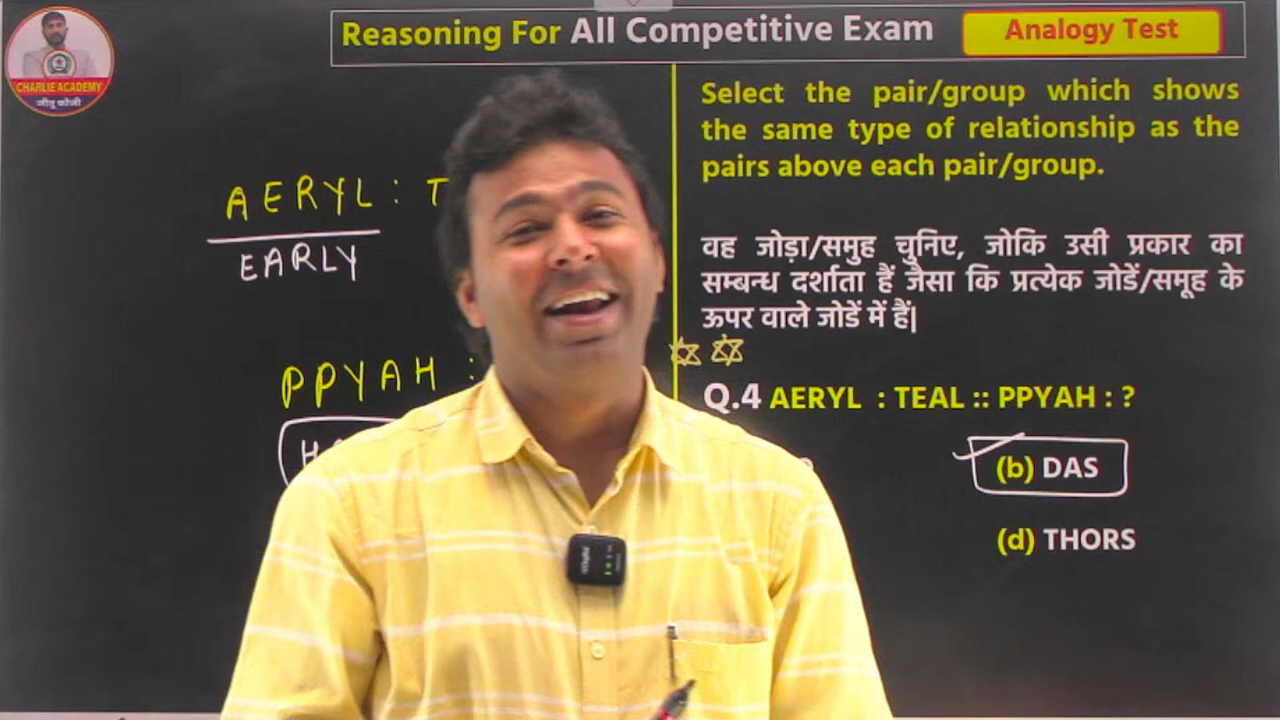 Reasoning For All Competitive Exam
Analogy Test
CHARLIE ACADEMY
जीतू फौजी
Select the pair/group which shows
the same type of relationship as the
pairs above each pair/group.
AERYL : T
EARLY
वह जोड़ा/समुह चुनिए, जोकि उसी प्रकार का
सम्बन्ध दर्शाता हैं जैसा कि प्रत्येक जोडें/समूह के
ऊपर वाले जोडें में हैं|
PPYAH :
Q.4 AERYL : TEAL :: PPYAH : ?
(b) DAS
(d) THORS